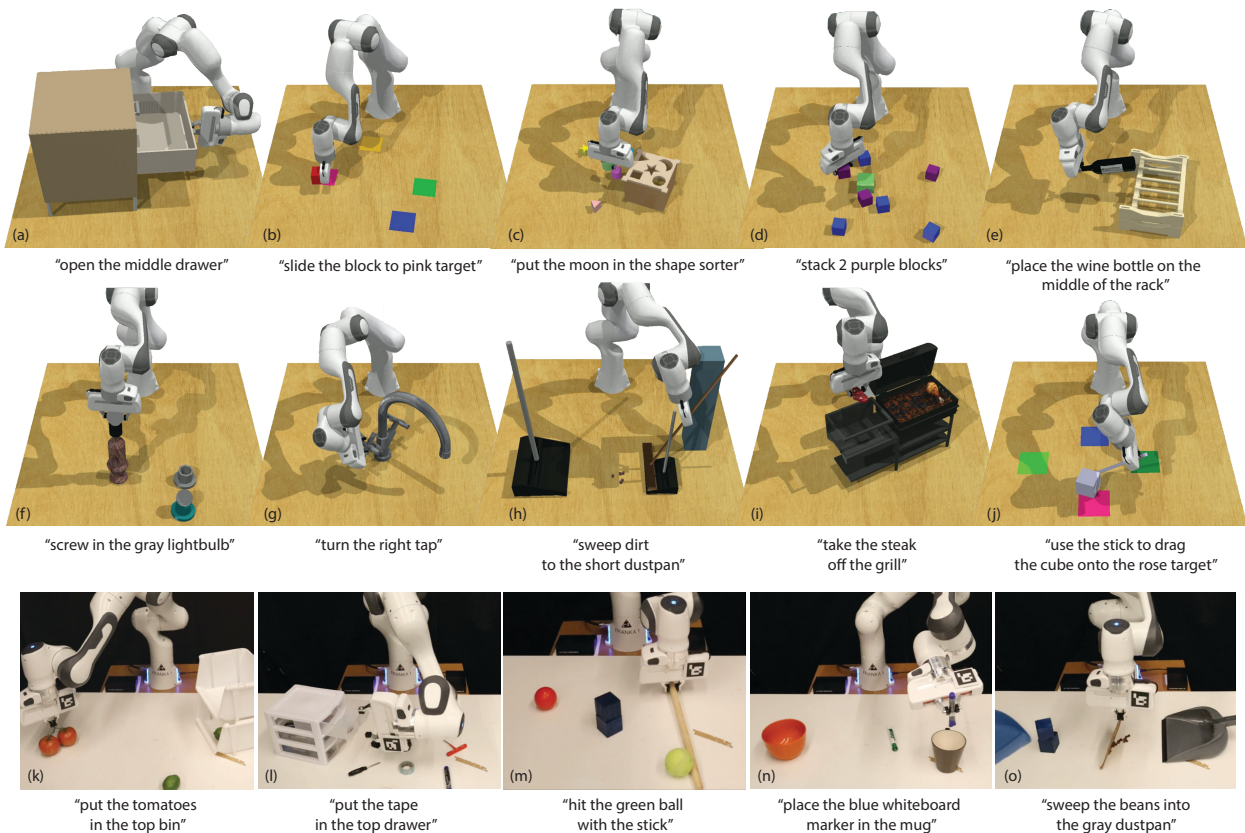 (a)
(b)
(c)
(d)
(e)
"open the middle drawer"
"slide the block to pink target"
"put the moon in the shape sorter"
"stack 2 purple blocks"
"place the wine bottle on the
middle of the rack"
(f)
(g)
(h)
(i)
(j)
"screw in the gray lightbulb"
"turn the right tap"
"sweep dirt
to the short dustpan"
"take the steak
off the grill"
"use the stick to drag
the cube onto the rose target"
(k)
(l)
(m)
(n)
(o)
"put the tomatoes
in the top bin"
"put the tape
in the top drawer"
"hit the green ball
with the stick"
"place the blue whiteboard
marker in the mug"
"sweep the beans into
the gray dustpan"